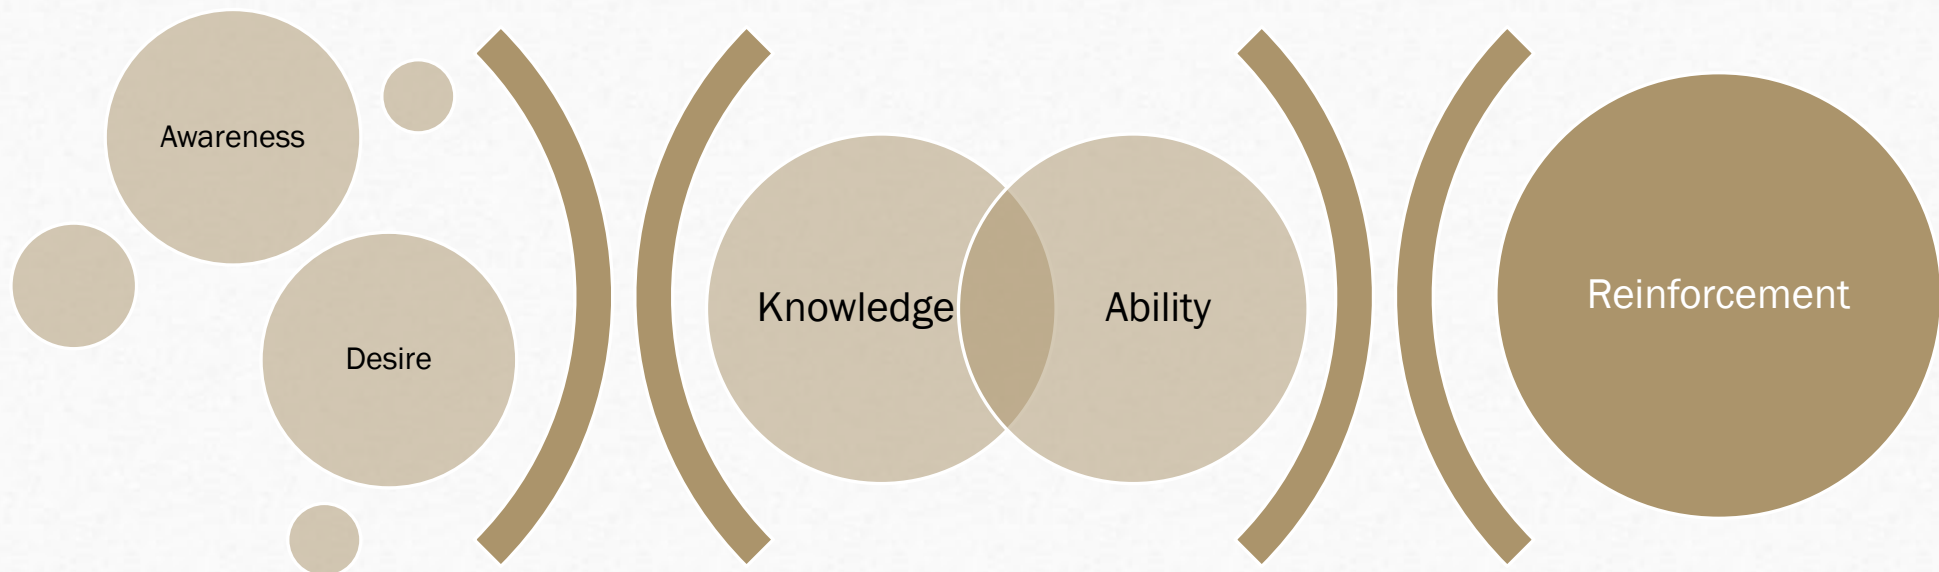 Awareness
Desire
Knowledge
Ability
Reinforcement